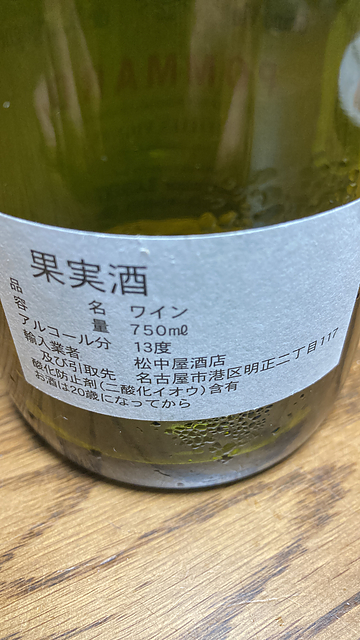 果実酒
品名 ワイン
容量 750mℓ
アルコール分 13度
輸入業者 松中屋酒店
及び引取先 名古屋市港区明正二丁目117
酸化防止剤(二酸化イオウ)含有
お酒は20歳になってから